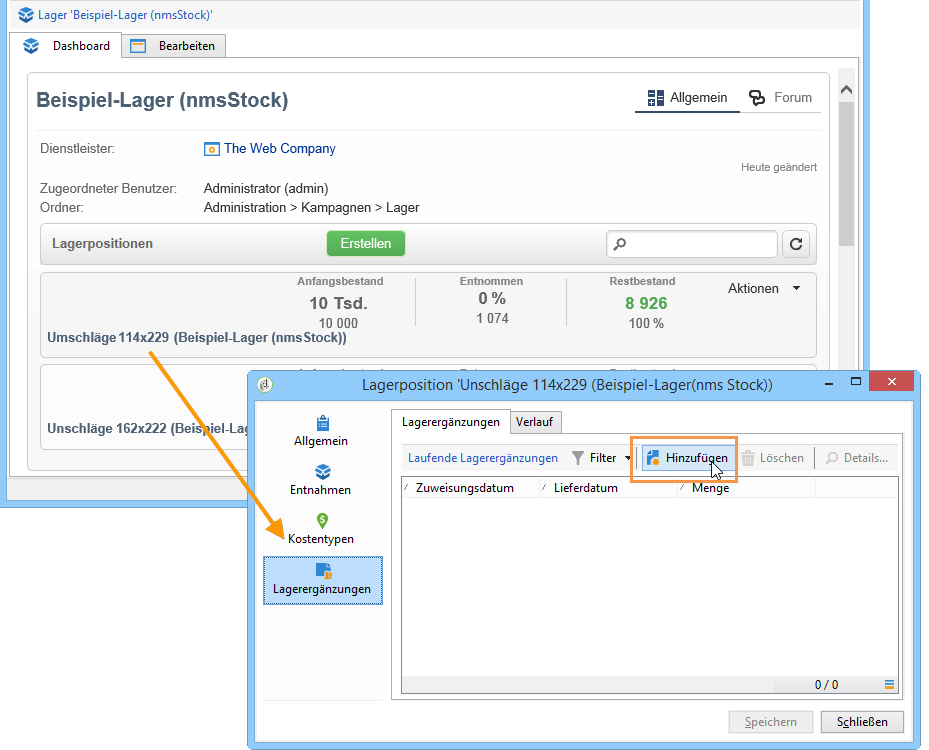 Lager 'Beispiel-Lager (nmsStock)'
Dashboard Bearbeiten
Beispiel-Lager (nmsStock)
Allgemein Forum
Dienstleister: The Web Company
Heute geändert
Zugeordneter Benutzer: Administrator (admin)
Ordner: Administration > Kampagnen > Lager
Lagerpositionen Erstellen
Anfangsbestand Entnommen Restbestand
Aktionen
10 Tsd. 0 % 8 926
10 000 1 074 100 %
Umschläge 114x229 (Beispiel-Lager (nmsStock))
Unschläge 162x222 (Beispiel-La
Lagerposition 'Unschläge 114x229 (Beispiel-Lager(nms Stock))
Allgemein
Entnahmen
Kostentypen
Lagerergänzungen
Lagerergänzungen Verlauf
Laufende Lagerergänzungen Filter Hinzufügen Löschen Details...
Zuweisungsdatum Lieferdatum Menge
0 / 0
Speichern Schließen